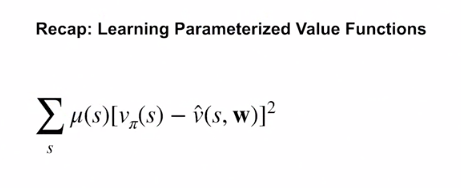 Recap: Learning Parameterized Value Functions
∑ μ(s)[v_π(s) − v̂(s, w)]²
s